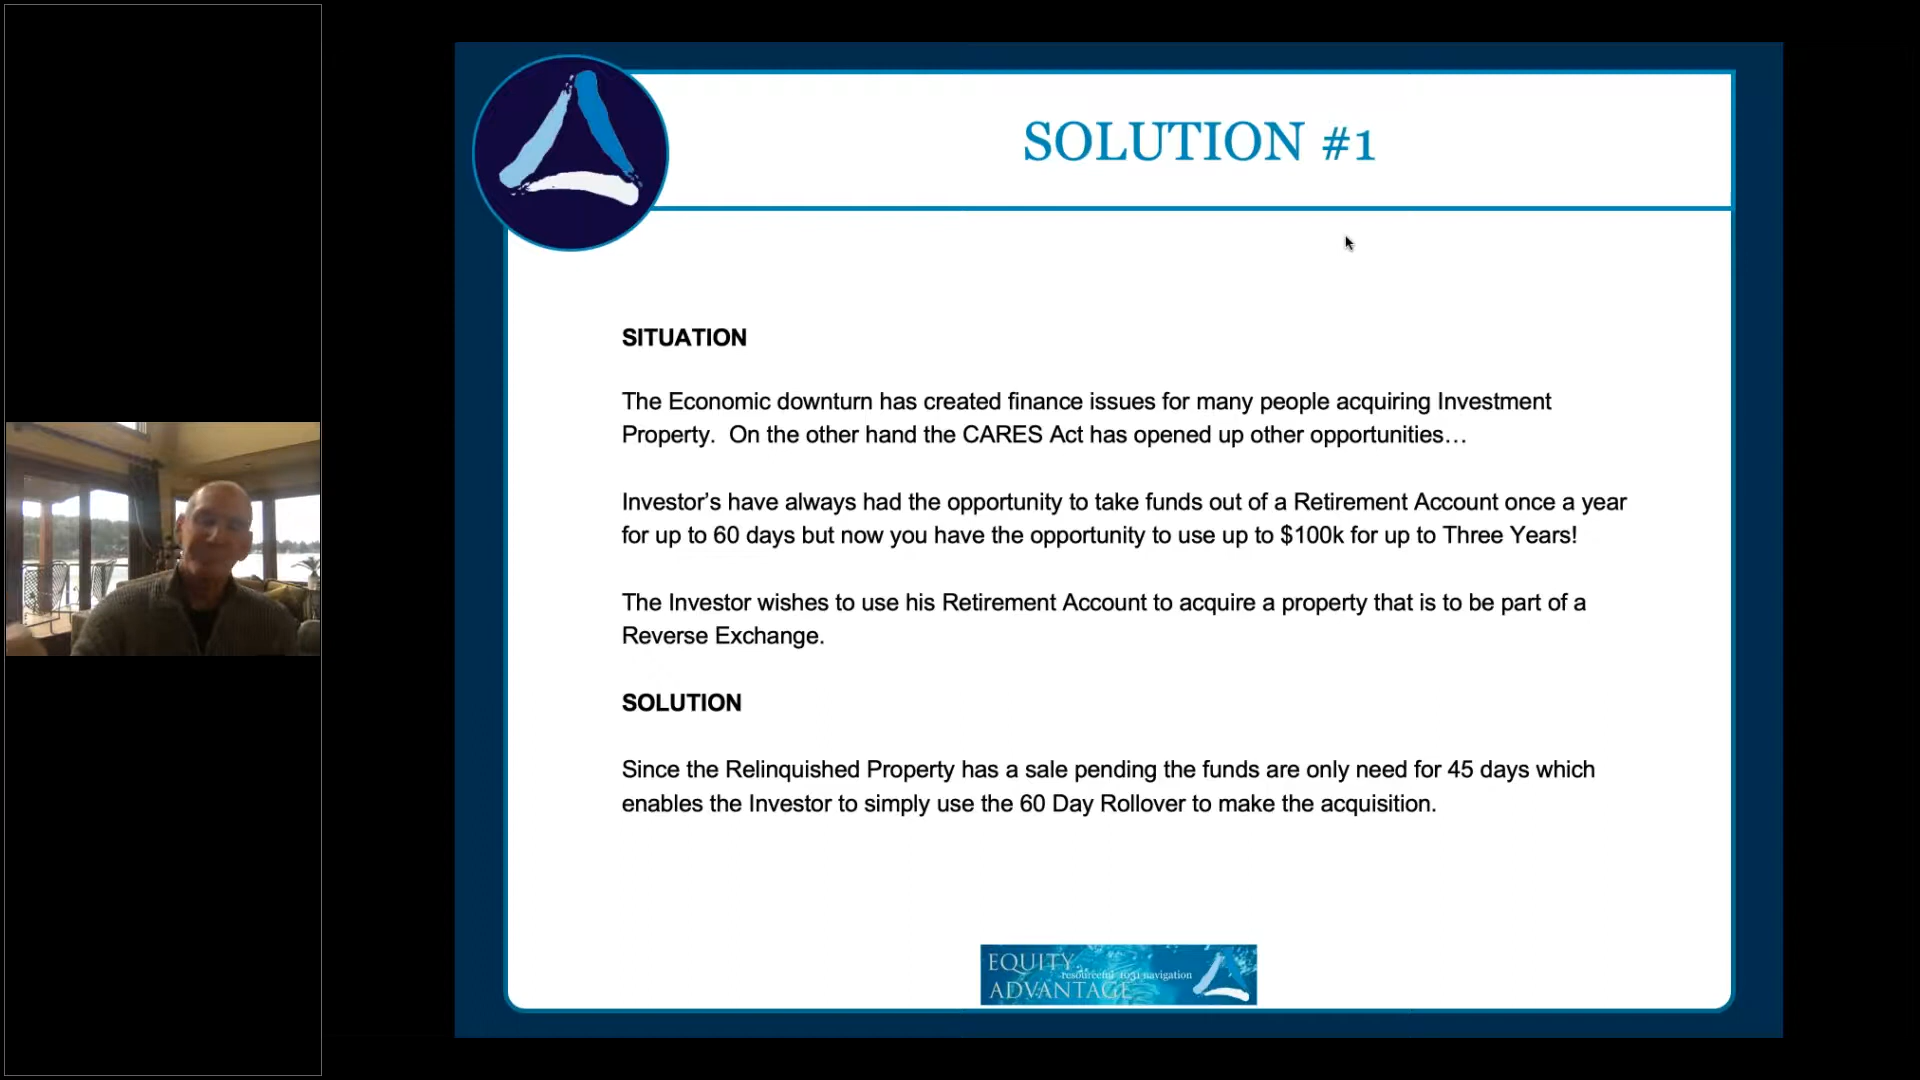 SOLUTION #1
SITUATION
The Economic downturn has created finance issues for many people acquiring Investment
Property.  On the other hand the CARES Act has opened up other opportunities…
Investor’s have always had the opportunity to take funds out of a Retirement Account once a year
for up to 60 days but now you have the opportunity to use up to $100k for up to Three Years!
The Investor wishes to use his Retirement Account to acquire a property that is to be part of a
Reverse Exchange.
SOLUTION
Since the Relinquished Property has a sale pending the funds are only need for 45 days which
enables the Investor to simply use the 60 Day Rollover to make the acquisition.
EQUITY
resourceful 1031 navigation
ADVANTAGE